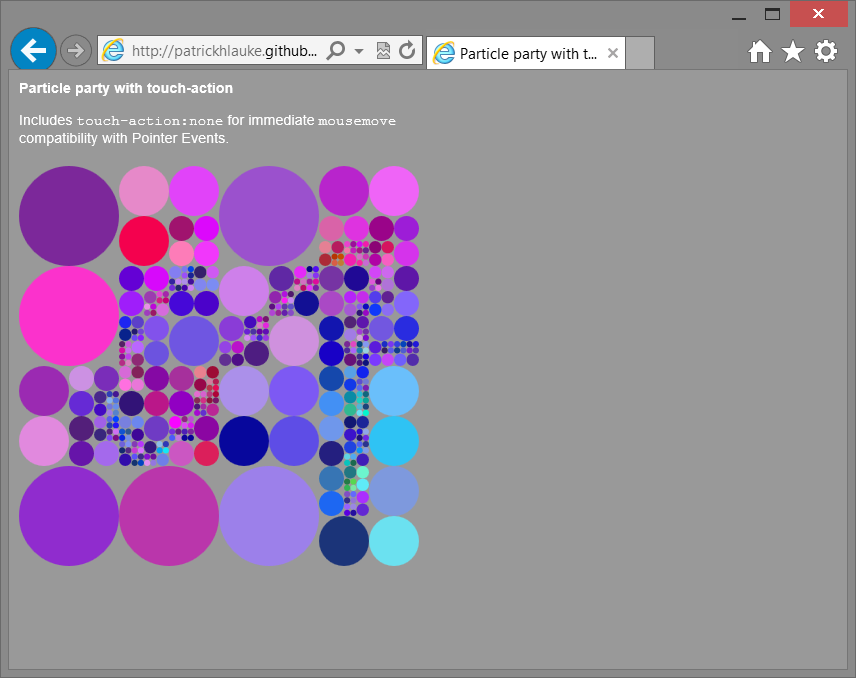 http://patrickhlauke.github...
Particle party with t...
Particle party with touch-action
Includes touch-action:none for immediate mousemove
compatibility with Pointer Events.